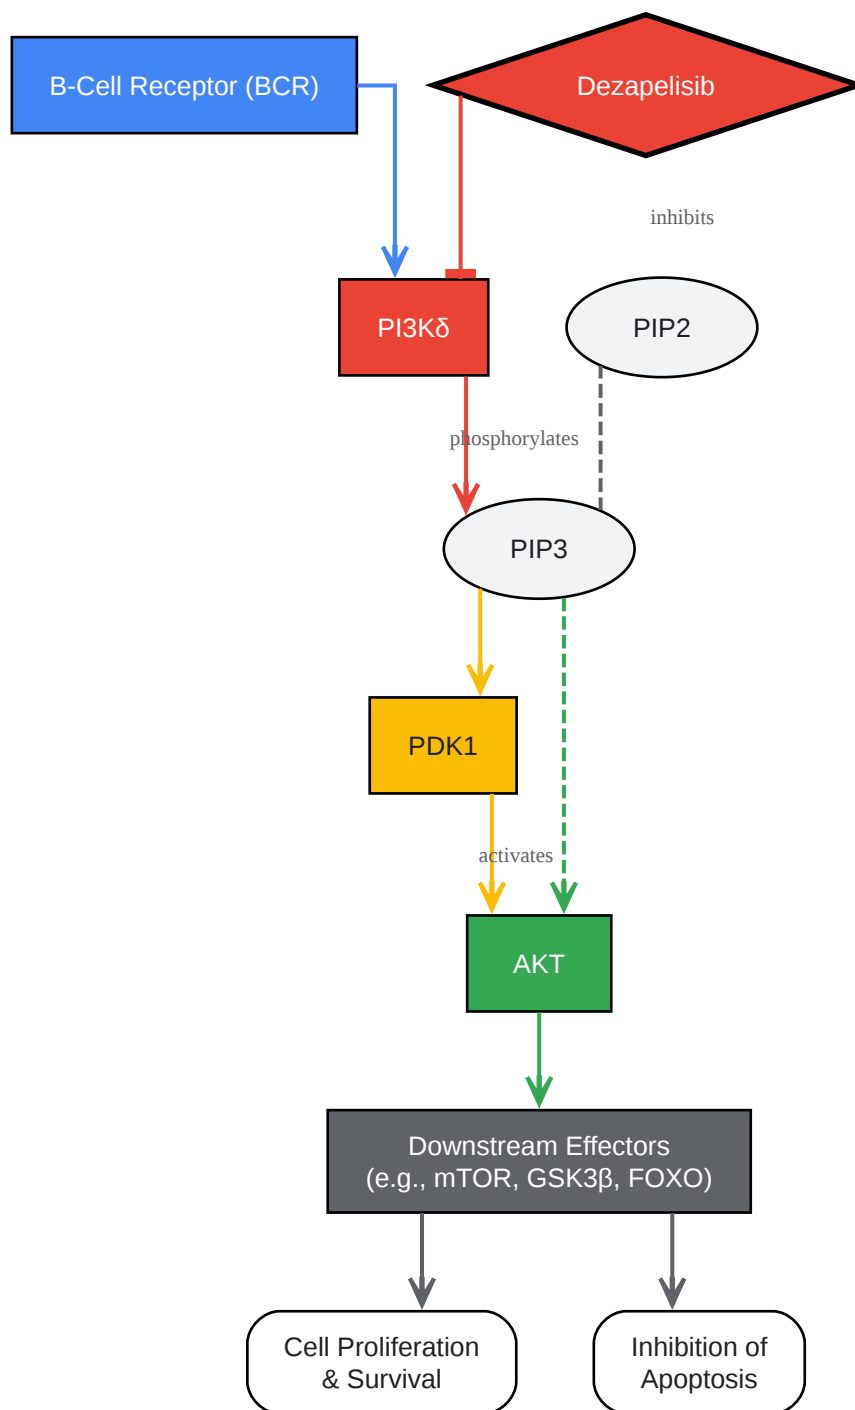 B-Cell Receptor (BCR)
Dezapelisib
inhibits
PI3Kδ
PIP2
phosphorylates
PIP3
PDK1
activates
AKT
Downstream Effectors
(e.g., mTOR, GSK3β, FOXO)
Cell Proliferation
& Survival
Inhibition of
Apoptosis